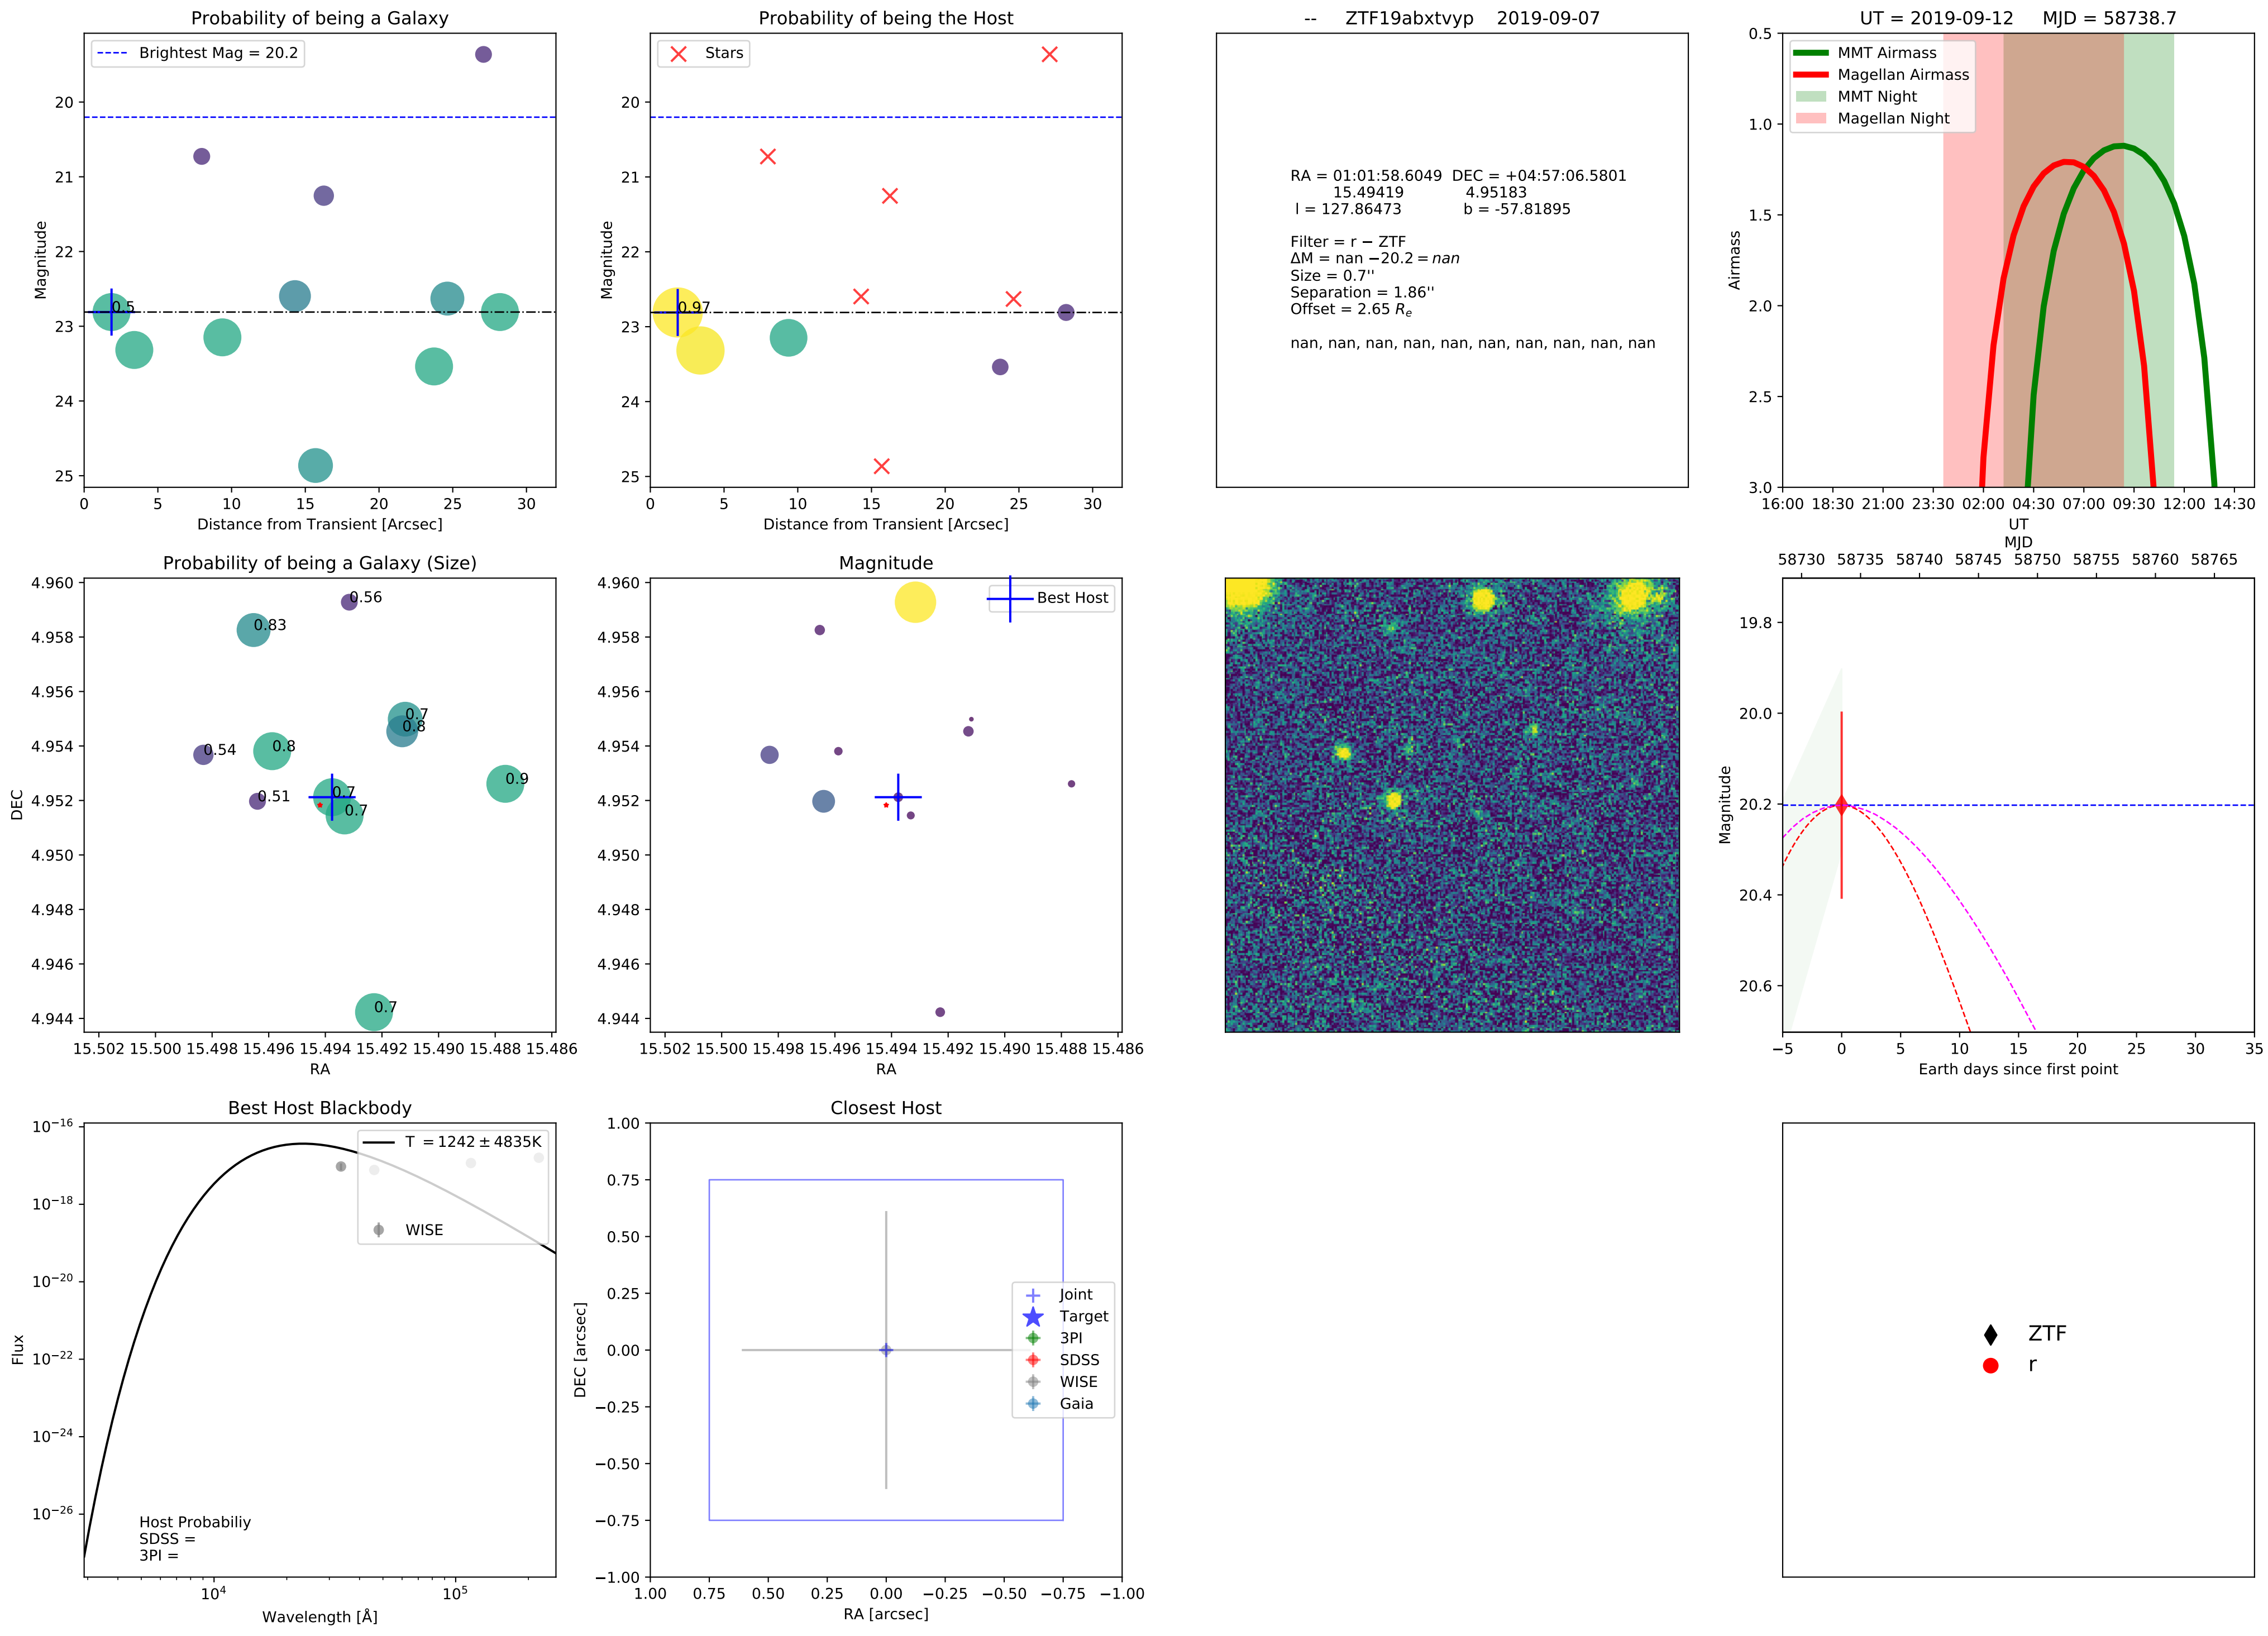 Probability of being a Galaxy
Brightest Mag = 20.2
0.5
20
21
22
23
24
25
Magnitude
0 5 10 15 20 25 30
Distance from Transient [Arcsec]
Probability of being the Host
Stars
0.97
20
21
22
23
24
25
Magnitude
0 5 10 15 20 25 30
Distance from Transient [Arcsec]
-- ZTF19abxtvyp 2019-09-07
RA = 01:01:58.6049 DEC = +04:57:06.5801
15.49419 4.95183
l = 127.86473 b = -57.81895
Filter = r − ZTF
ΔM = nan −20.2 = nan
Size = 0.7''
Separation = 1.86''
Offset = 2.65 Re
nan, nan, nan, nan, nan, nan, nan, nan, nan, nan
UT = 2019-09-12 MJD = 58738.7
MMT Airmass
Magellan Airmass
MMT Night
Magellan Night
0.5
1.0
1.5
2.0
2.5
3.0
Airmass
16:00 18:30 21:00 23:30 02:00 04:30 07:00 09:30 12:00 14:30
UT
Probability of being a Galaxy (Size)
0.56
0.83
0.7
0.8
0.54
0.8
0.9
0.7
0.51
0.7
0.7
4.960
4.958
4.956
4.954
4.952
4.950
4.948
4.946
4.944
DEC
15.502 15.500 15.498 15.496 15.494 15.492 15.490 15.488 15.486
RA
Magnitude
Best Host
4.960
4.958
4.956
4.954
4.952
4.950
4.948
4.946
4.944
15.502 15.500 15.498 15.496 15.494 15.492 15.490 15.488 15.486
RA
MJD
58730 58735 58740 58745 58750 58755 58760 58765
19.8
20.0
20.2
20.4
20.6
Magnitude
−5 0 5 10 15 20 25 30 35
Earth days since first point
Best Host Blackbody
T = 1242 ± 4835K
WISE
10−16
10−18
10−20
10−22
10−24
10−26
Flux
Host Probabiliy
SDSS =
3PI =
104 105
Wavelength [Å]
Closest Host
1.00
0.75
0.50
0.25
0.00
−0.25
−0.50
−0.75
−1.00
DEC [arcsec]
Joint
Target
3PI
SDSS
WISE
Gaia
1.00 0.75 0.50 0.25 0.00 −0.25 −0.50 −0.75 −1.00
RA [arcsec]
ZTF
r